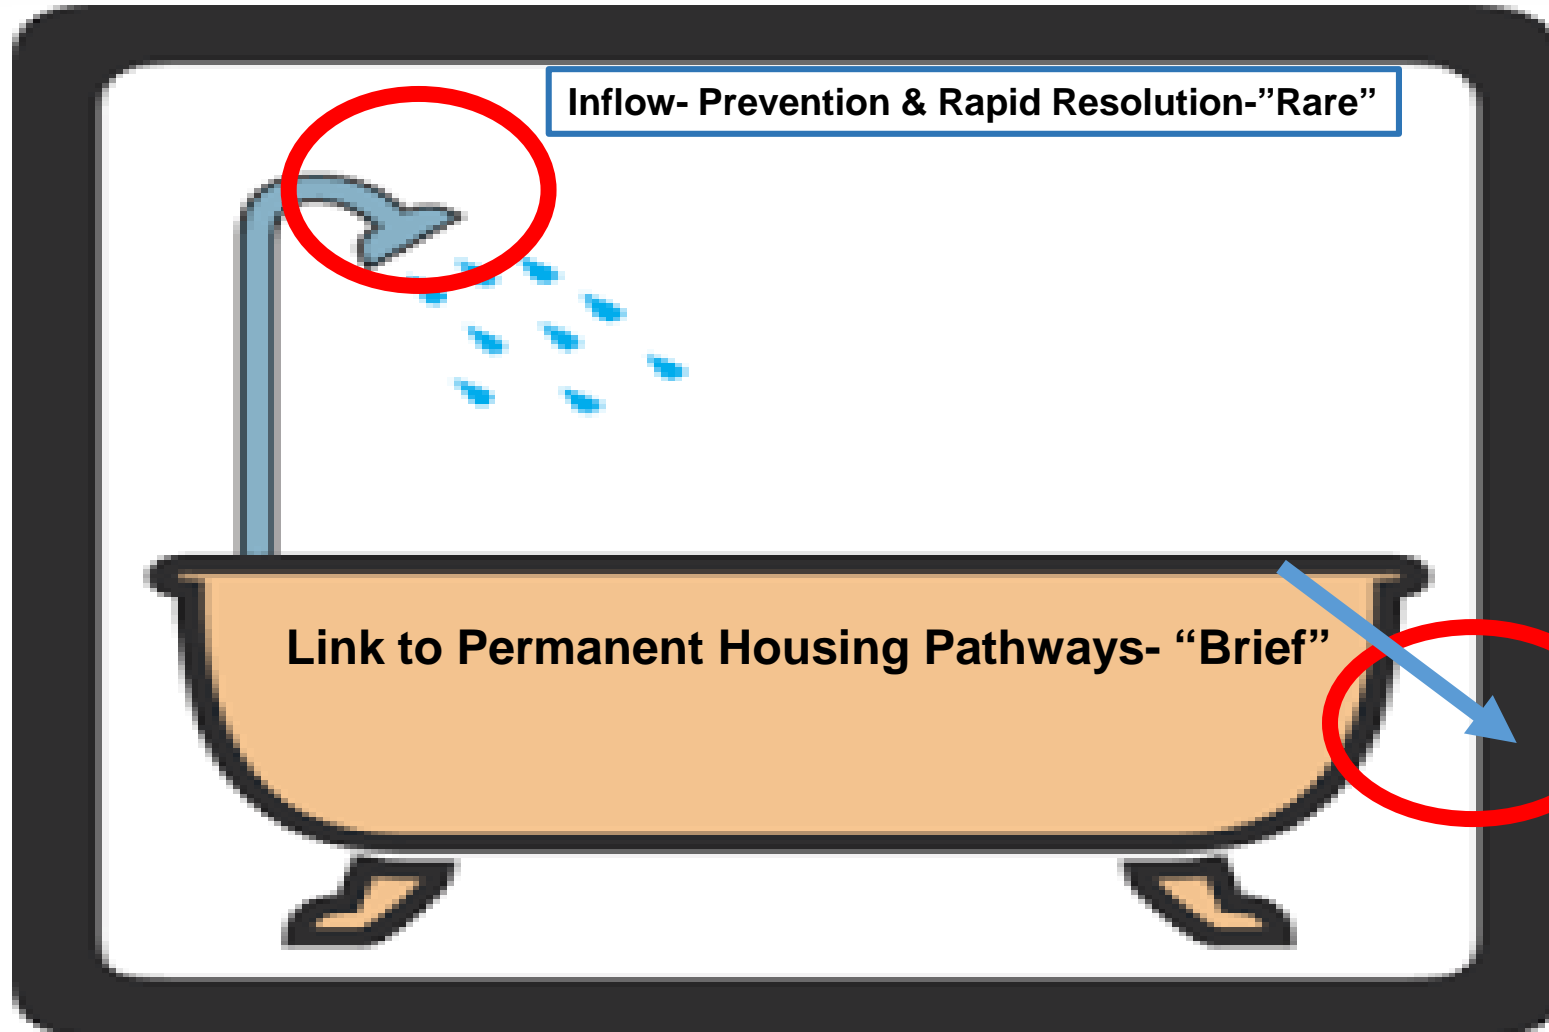 Inflow- Prevention & Rapid Resolution-”Rare”
Link to Permanent Housing Pathways- “Brief”